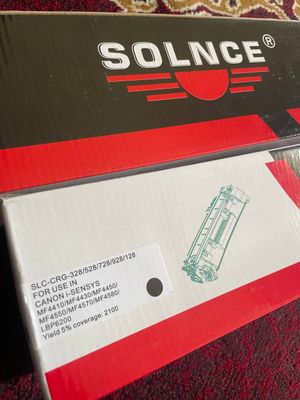 SOLNCE®
SLC-CRG-328/528/728/928/128
FOR USE IN
CANON i-SENSYS
MF4410/MF4430/MF4450/
MF4550/MF4570/MF4580/
LBP6200
Yield 5% coverage: 2100